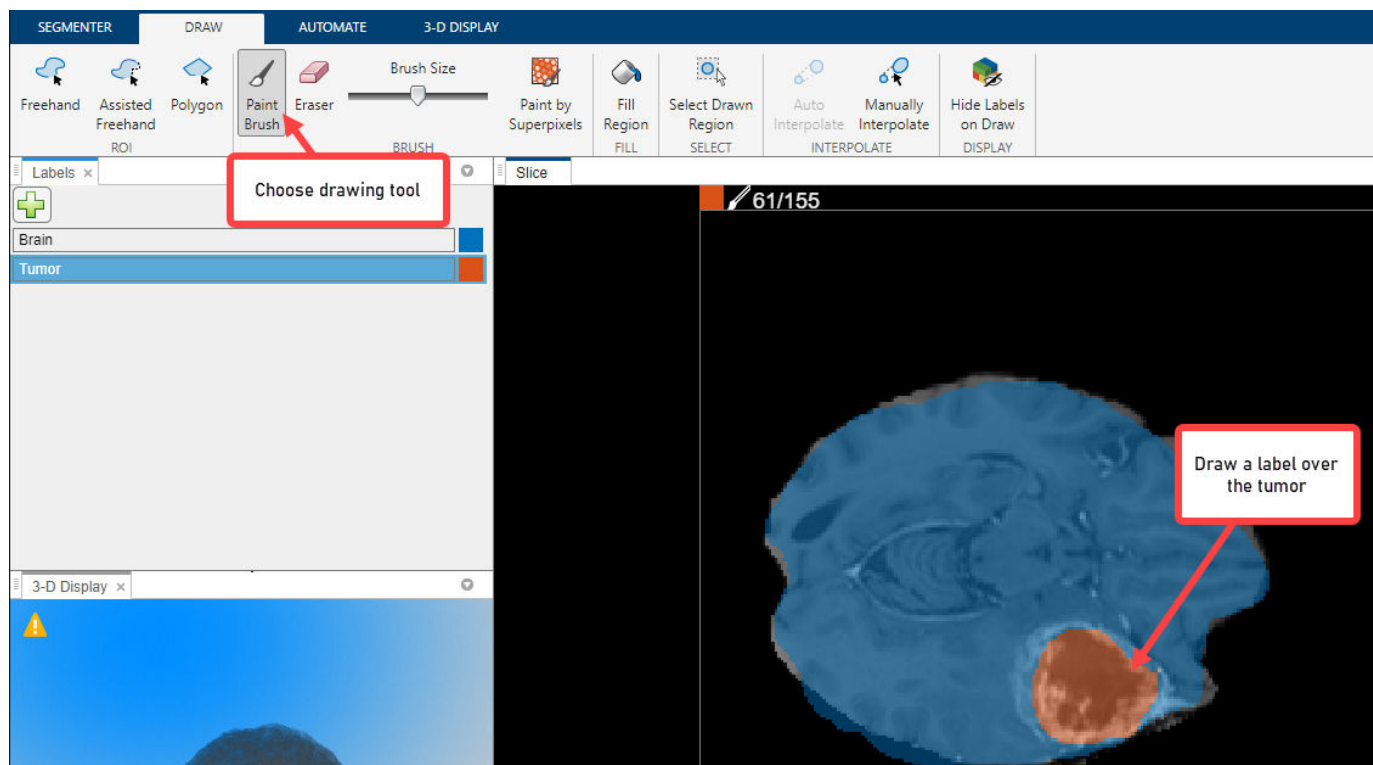 SEGMENTER DRAW AUTOMATE 3-D DISPLAY
Freehand
Assisted
Freehand
Polygon
Paint
Brush
Eraser
Brush Size
Paint by
Superpixels
Fill
Region
Select Drawn
Region
Auto
Interpolate
Manually
Interpolate
Hide Labels
on Draw
ROI BRUSH FILL SELECT INTERPOLATE DISPLAY
Labels
Slice
Choose drawing tool
61/155
Brain
Tumor
Draw a label over
the tumor
3-D Display